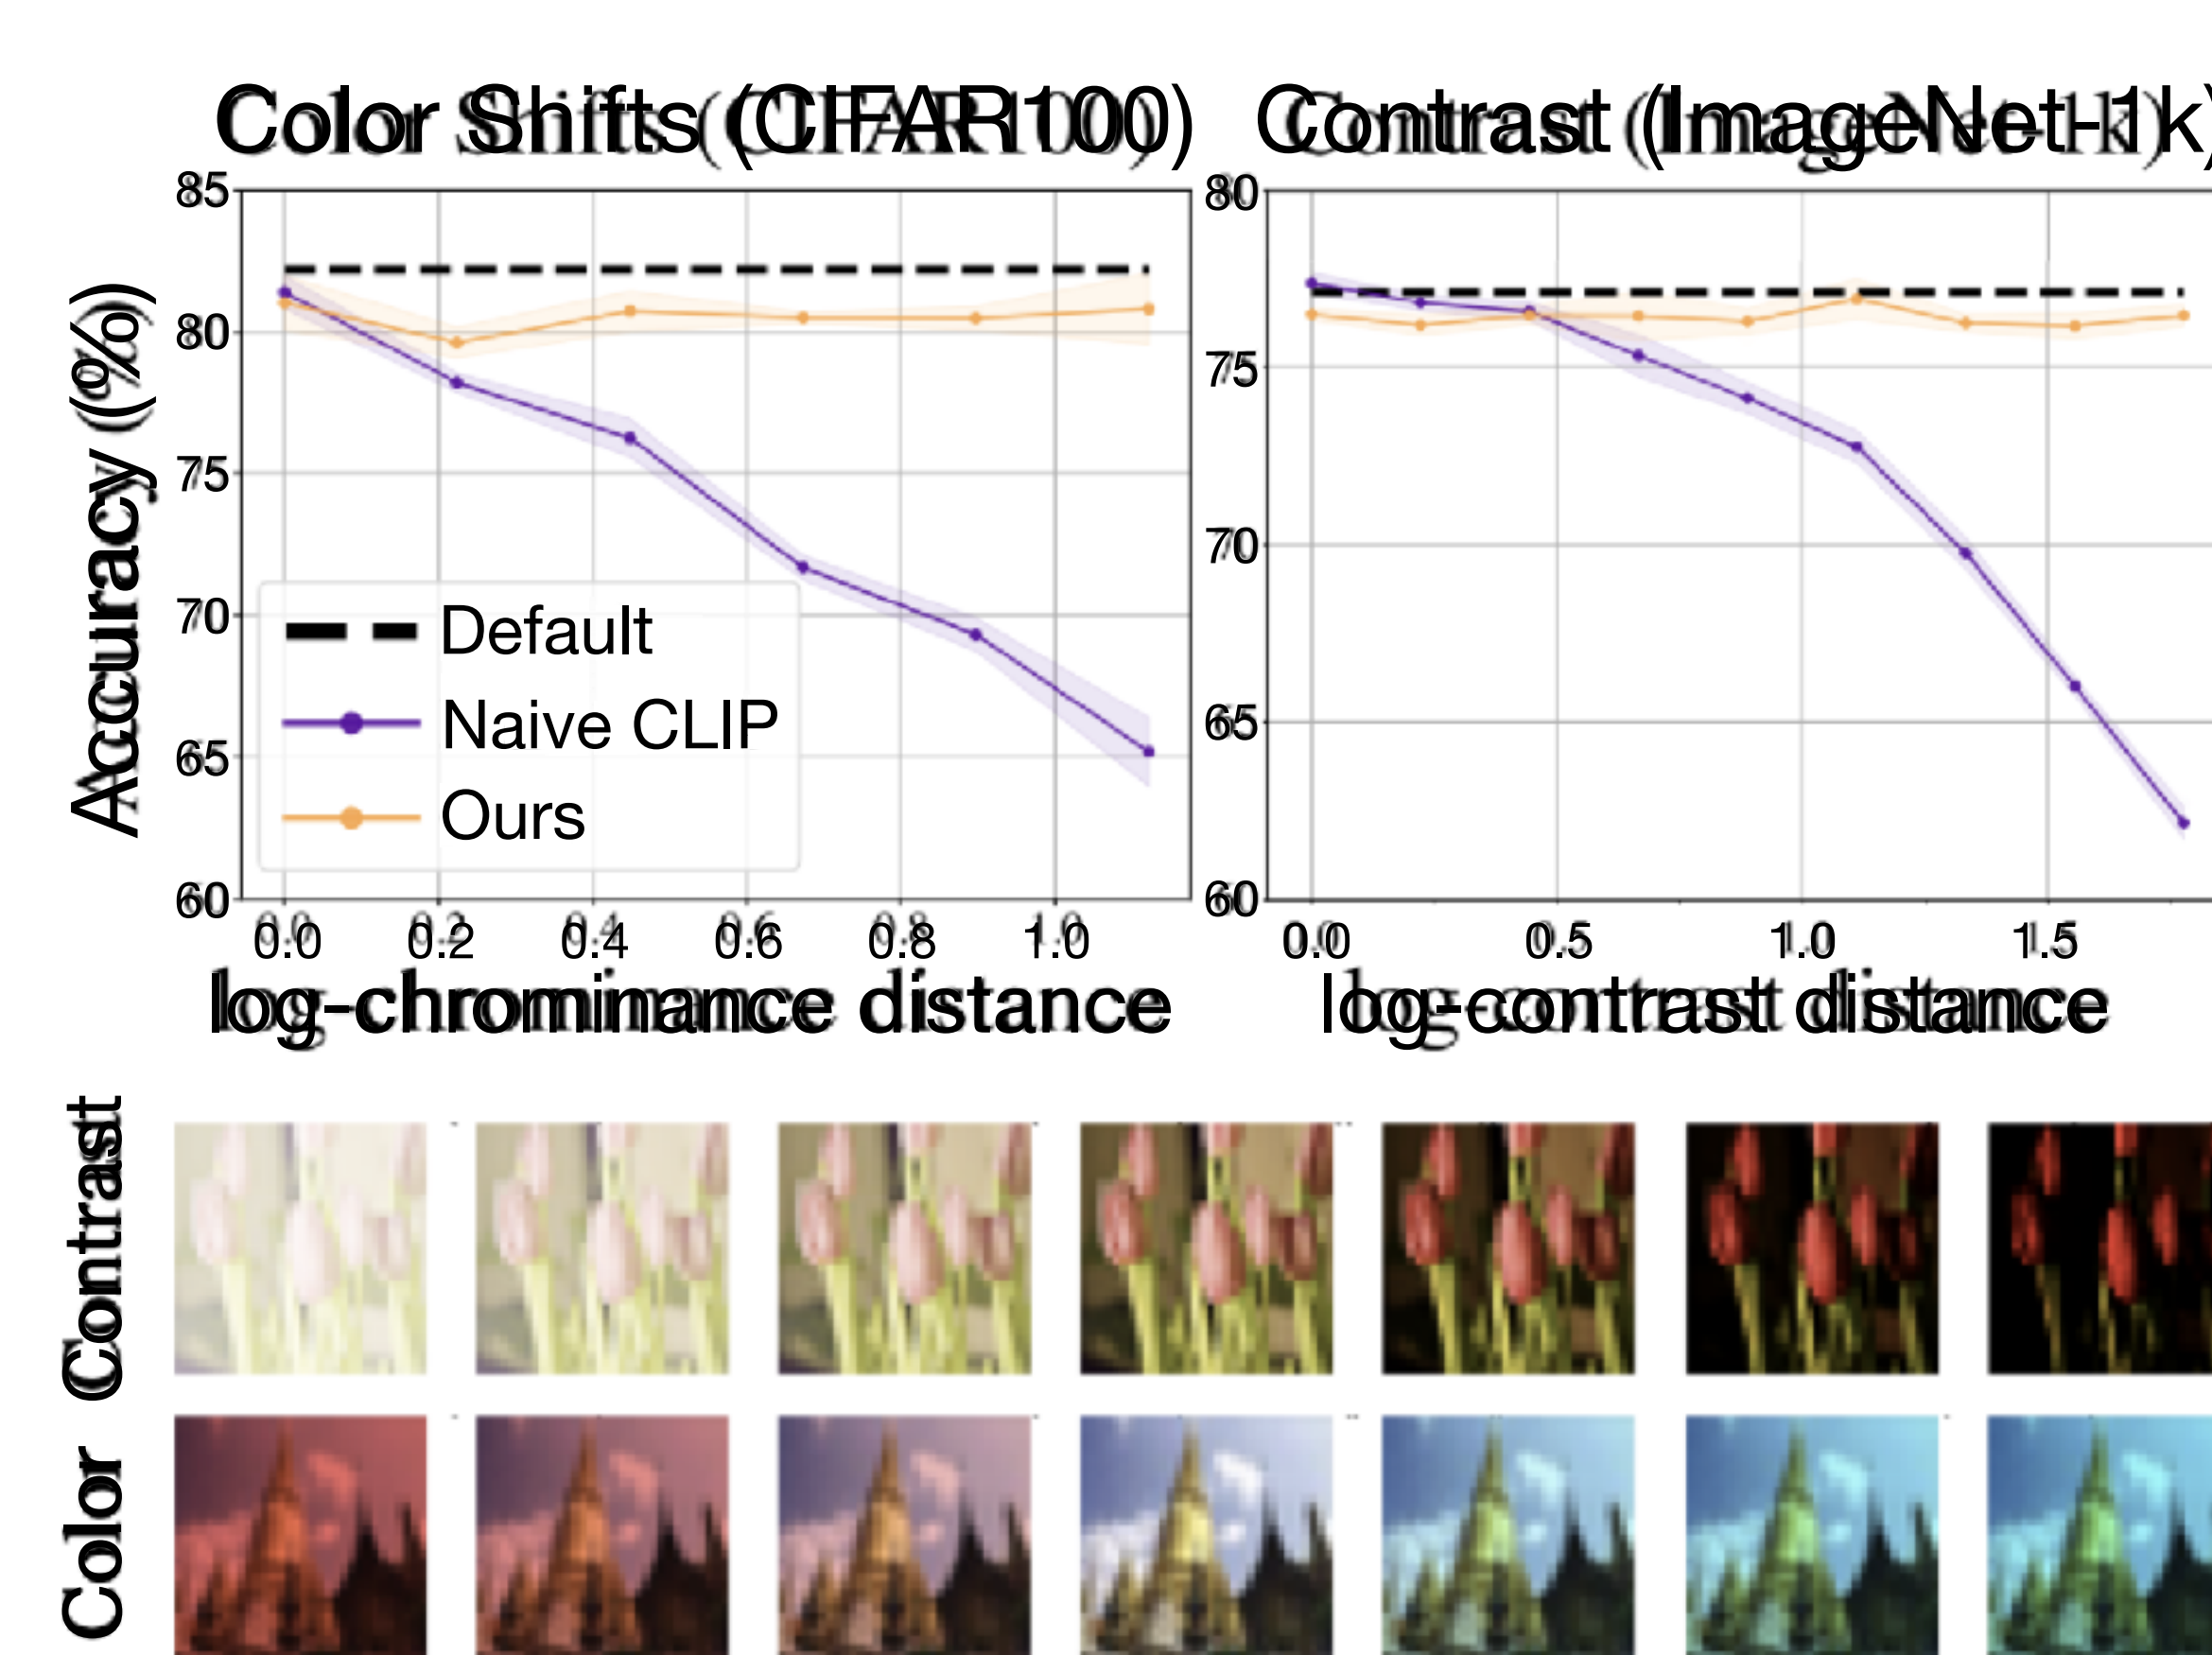 Color Shifts (CIFAR100)
Contrast (ImageNet-1k)
Accuracy (%)
85
80
75
70
65
60
Default
Naive CLIP
Ours
0.0 0.2 0.4 0.6 0.8 1.0
log-chrominance distance
80
75
70
65
60
0.0 0.5 1.0 1.5
log-contrast distance
Contrast
Color